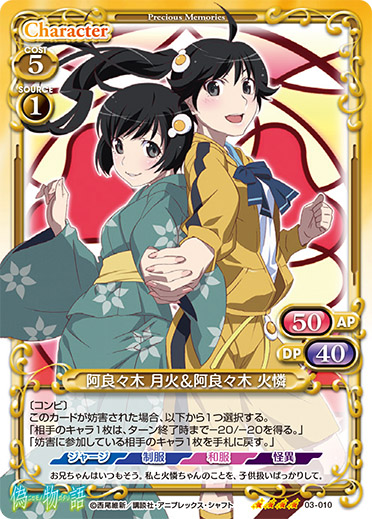 Precious Memories
Character
COST
5
SOURCE
1
50 AP
DP 40
阿良々木 月火&阿良々木 火憐
[コンビ]
このカードが妨害された場合、以下から1つ選択する。
「相手のキャラ1枚は、ターン終了時まで-20/-20を得る。」
「妨害に参加している相手のキャラ1枚を手札に戻す。」
ジャージ 制服 和服 怪異
お兄ちゃんはいつもそう、私と火憐ちゃんのことを、子供扱いばっかりして。
偽物語
©西尾維新/講談社・アニプレックス・シャフト
03-010